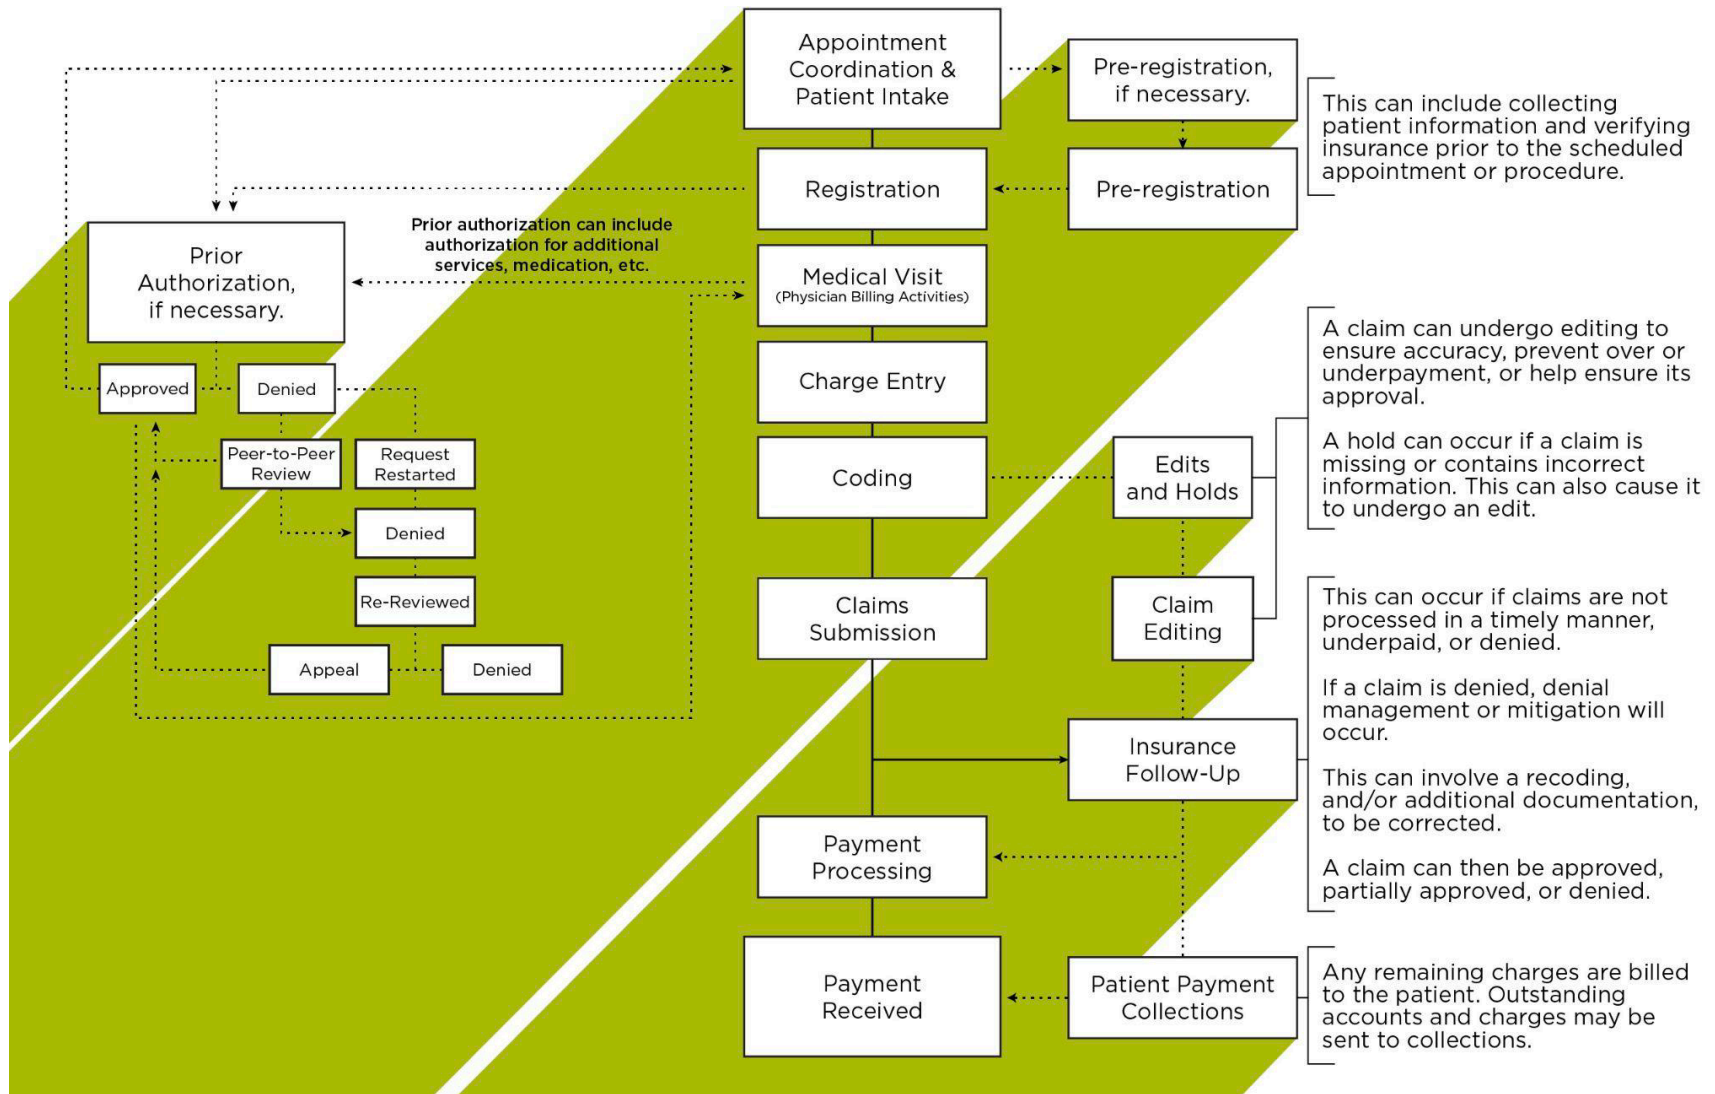 Appointment
Coordination &
Patient Intake
Pre-registration,
if necessary.
This can include collecting
patient information and verifying
insurance prior to the scheduled
appointment or procedure.
Registration
Pre-registration
Prior authorization can include
authorization for additional
services, medication, etc.
Prior
Authorization,
if necessary.
Medical Visit
(Physician Billing Activities)
Approved
Denied
Charge Entry
A claim can undergo editing to
ensure accuracy, prevent over or
underpayment, or help ensure its
approval.
A hold can occur if a claim is
missing or contains incorrect
information. This can also cause it
to undergo an edit.
Peer-to-Peer
Review
Request
Restarted
Coding
Edits
and Holds
Denied
Re-Reviewed
Appeal
Denied
Claims
Submission
Claim
Editing
This can occur if claims are not
processed in a timely manner,
underpaid, or denied.
If a claim is denied, denial
management or mitigation will
occur.
This can involve a recoding,
and/or additional documentation,
to be corrected.
A claim can then be approved,
partially approved, or denied.
Insurance
Follow-Up
Payment
Processing
Payment
Received
Patient Payment
Collections
Any remaining charges are billed
to the patient. Outstanding
accounts and charges may be
sent to collections.